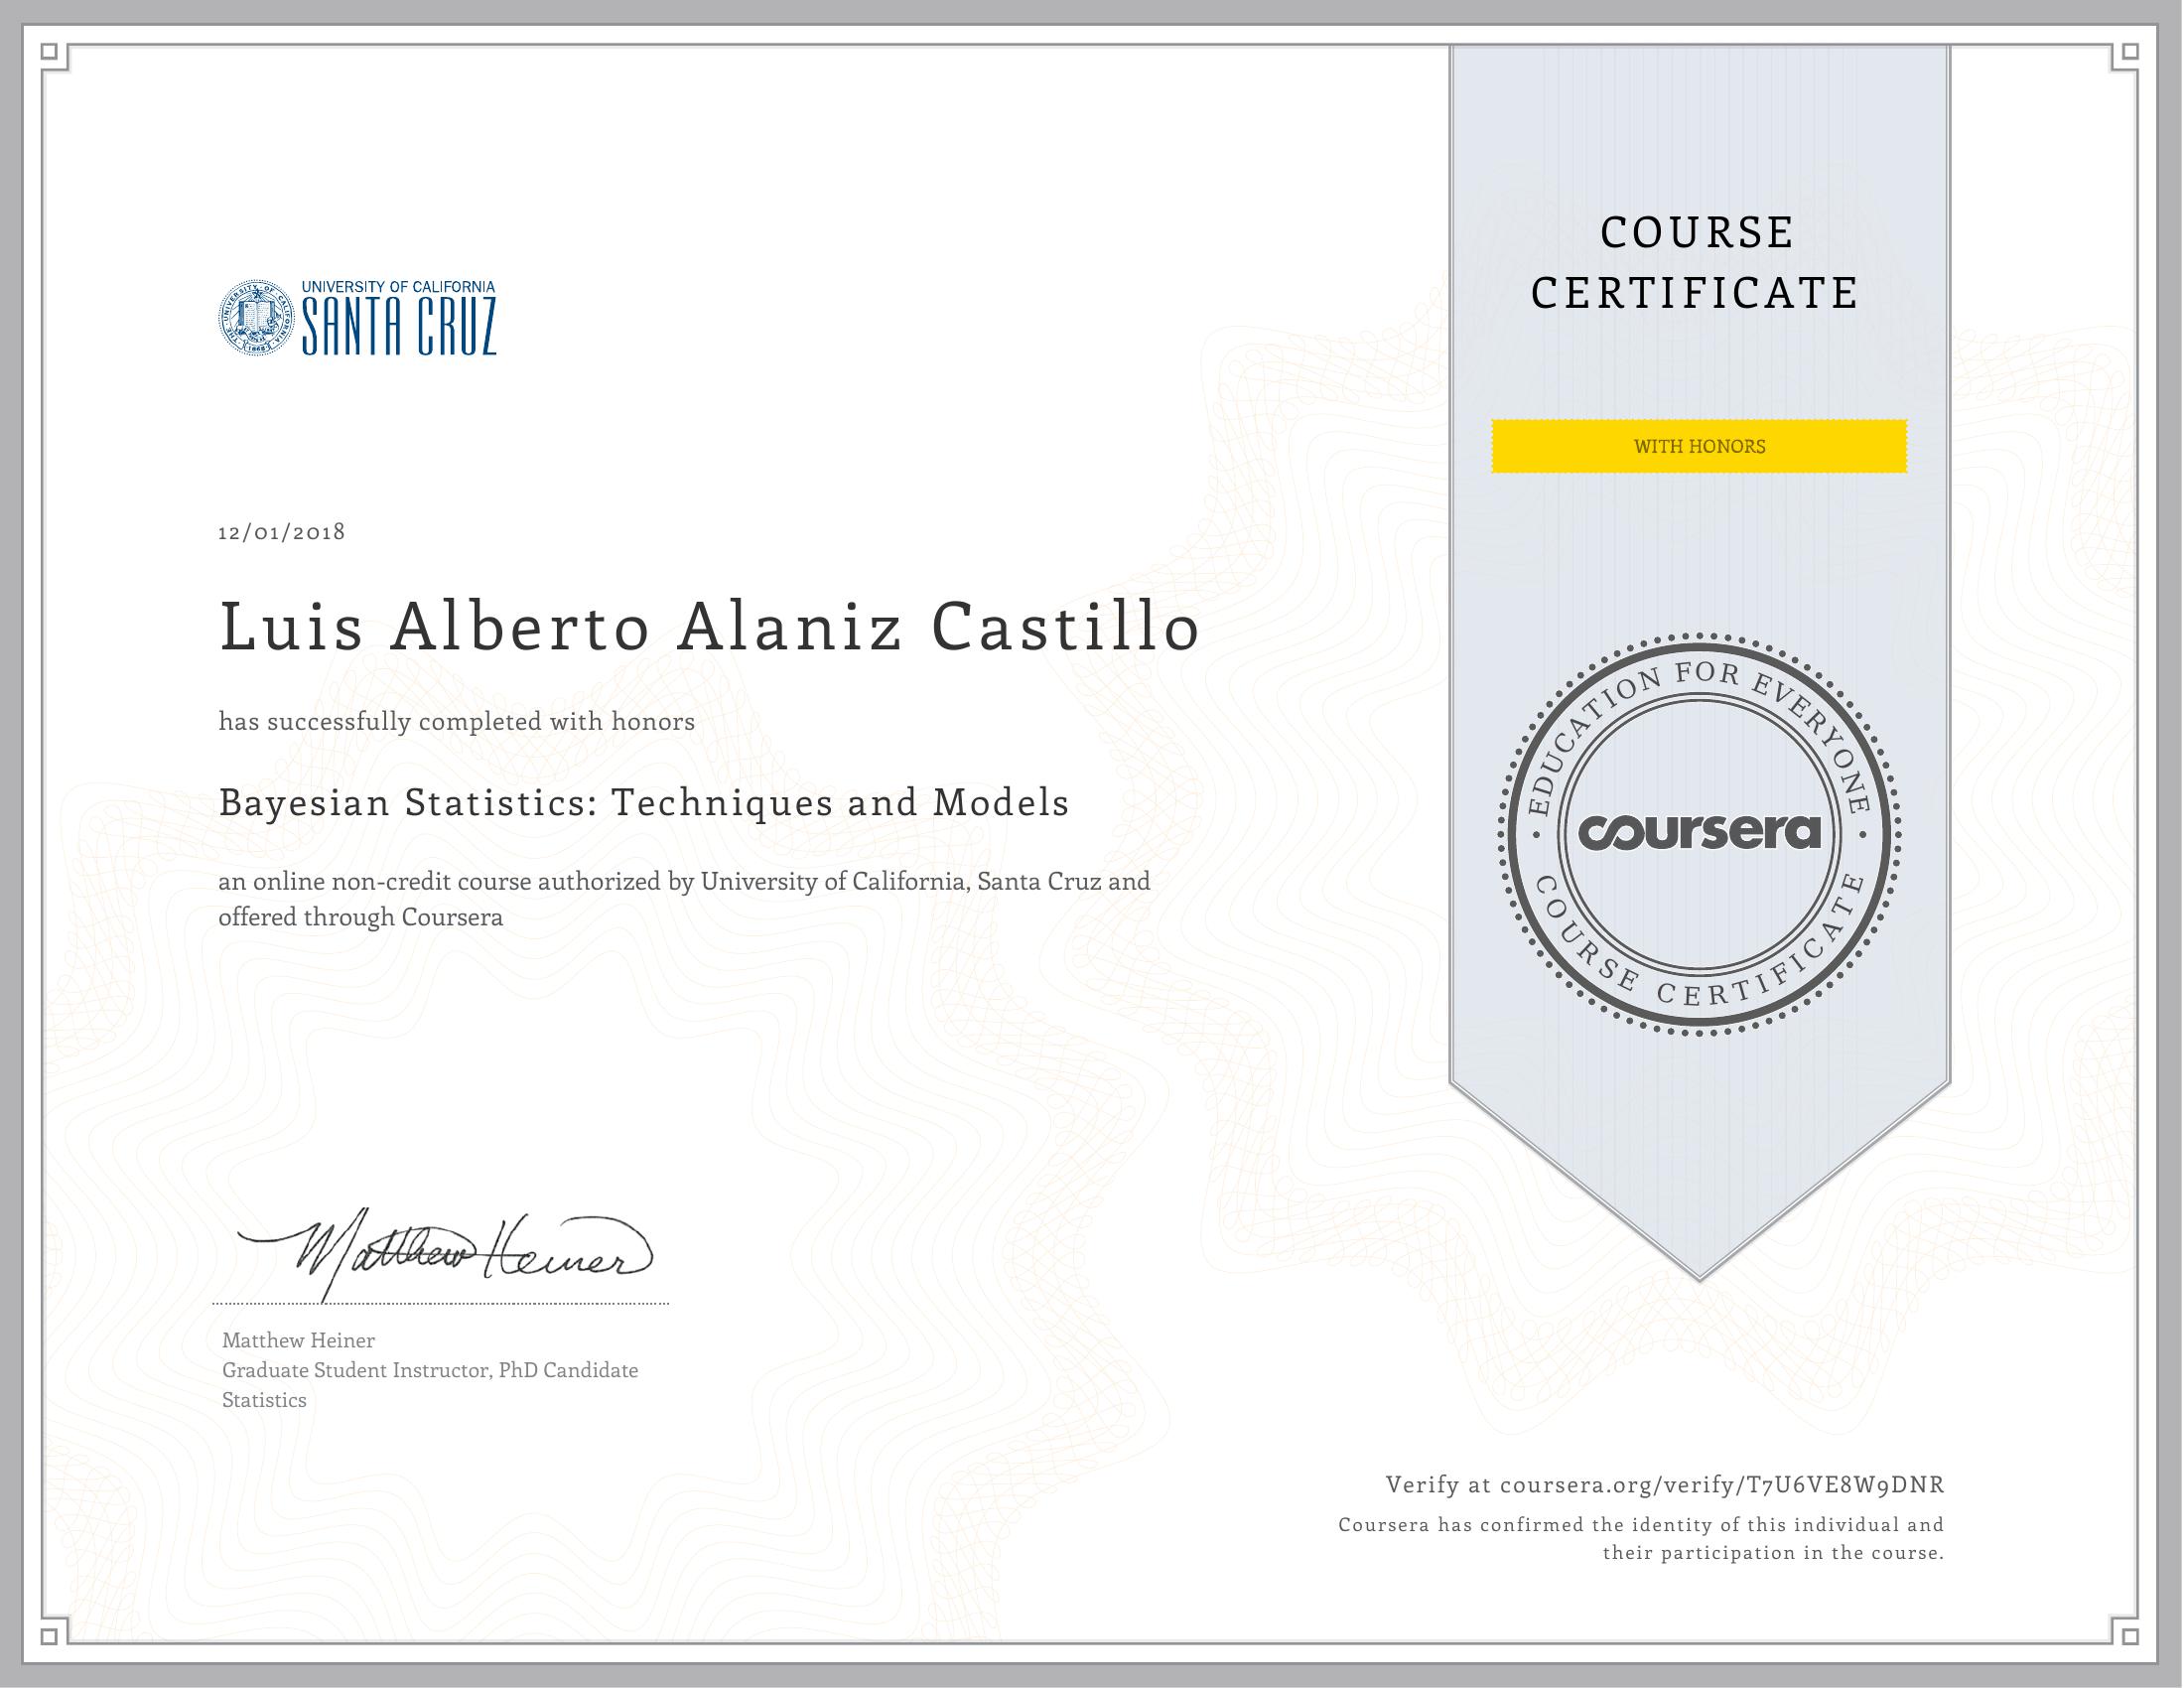 UNIVERSITY OF CALIFORNIA
SANTA CRUZ
COURSE
CERTIFICATE
WITH HONORS
12/01/2018
Luis Alberto Alaniz Castillo
has successfully completed with honors
Bayesian Statistics: Techniques and Models
an online non-credit course authorized by University of California, Santa Cruz and
offered through Coursera
EDUCATION FOR EVERYONE
coursera
COURSE CERTIFICATE
Matthew Heiner
Matthew Heiner
Graduate Student Instructor, PhD Candidate
Statistics
Verify at coursera.org/verify/T7U6VE8W9DNR
Coursera has confirmed the identity of this individual and
their participation in the course.